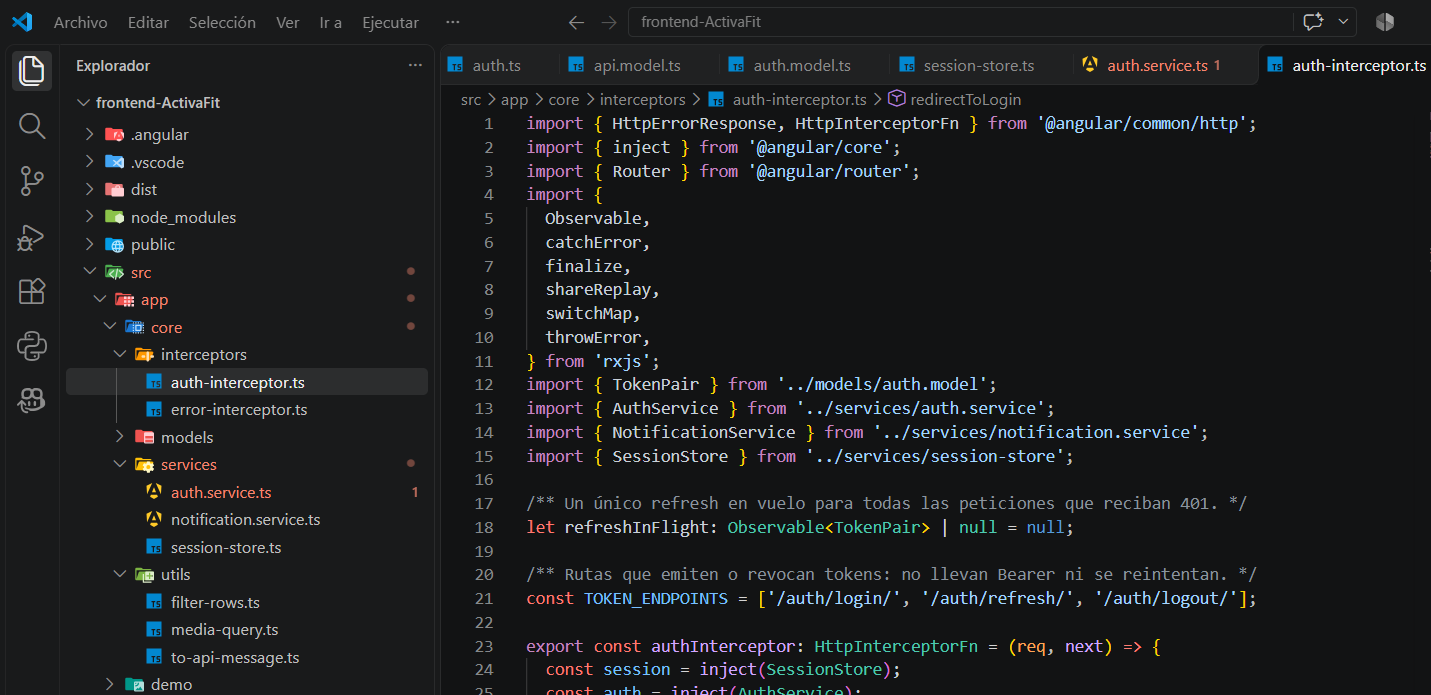 Archivo Editar Selección Ver Ir a Ejecutar ··· frontend-ActivaFit
Explorador ···
frontend-ActivaFit
.angular
.vscode
dist
node_modules
public
src
app
core
interceptors
auth-interceptor.ts
error-interceptor.ts
models
services
auth.service.ts 1
notification.service.ts
session-store.ts
utils
filter-rows.ts
media-query.ts
to-api-message.ts
demo
auth.ts api.model.ts auth.model.ts session-store.ts auth.service.ts 1 auth-interceptor.ts
src > app > core > interceptors > auth-interceptor.ts > redirectToLogin
1 import { HttpErrorResponse, HttpInterceptorFn } from '@angular/common/http';
2 import { inject } from '@angular/core';
3 import { Router } from '@angular/router';
4 import {
5 Observable,
6 catchError,
7 finalize,
8 shareReplay,
9 switchMap,
10 throwError,
11 } from 'rxjs';
12 import { TokenPair } from '../models/auth.model';
13 import { AuthService } from '../services/auth.service';
14 import { NotificationService } from '../services/notification.service';
15 import { SessionStore } from '../services/session-store';
16
17 /** Un único refresh en vuelo para todas las peticiones que reciban 401. */
18 let refreshInFlight: Observable<TokenPair> | null = null;
19
20 /** Rutas que emiten o revocan tokens: no llevan Bearer ni se reintentan. */
21 const TOKEN_ENDPOINTS = ['/auth/login/', '/auth/refresh/', '/auth/logout/'];
22
23 export const authInterceptor: HttpInterceptorFn = (req, next) => {
24 const session = inject(SessionStore);
25 const auth = inject(AuthService);